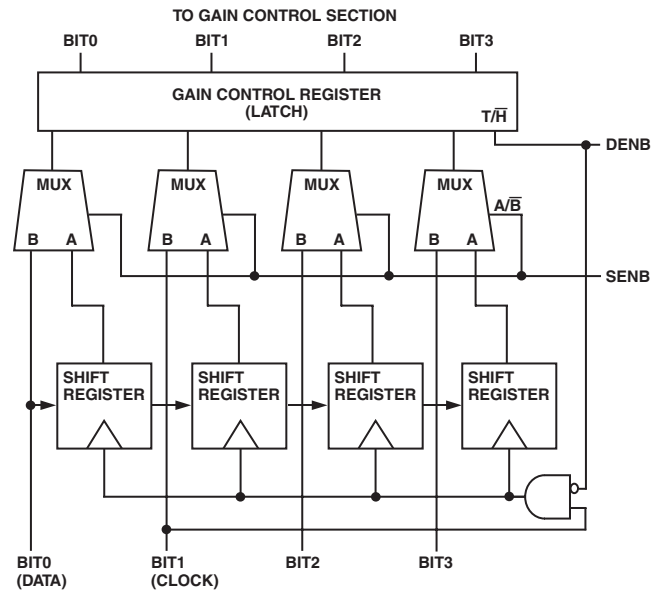 TO GAIN CONTROL SECTION
BIT0 BIT1 BIT2 BIT3
GAIN CONTROL REGISTER
(LATCH)
T/H̅
DENB
MUX MUX MUX MUX
A/B̅
B A B A B A B A
SENB
SHIFT SHIFT SHIFT SHIFT
REGISTER REGISTER REGISTER REGISTER
BIT0 BIT1 BIT2 BIT3
(DATA) (CLOCK)